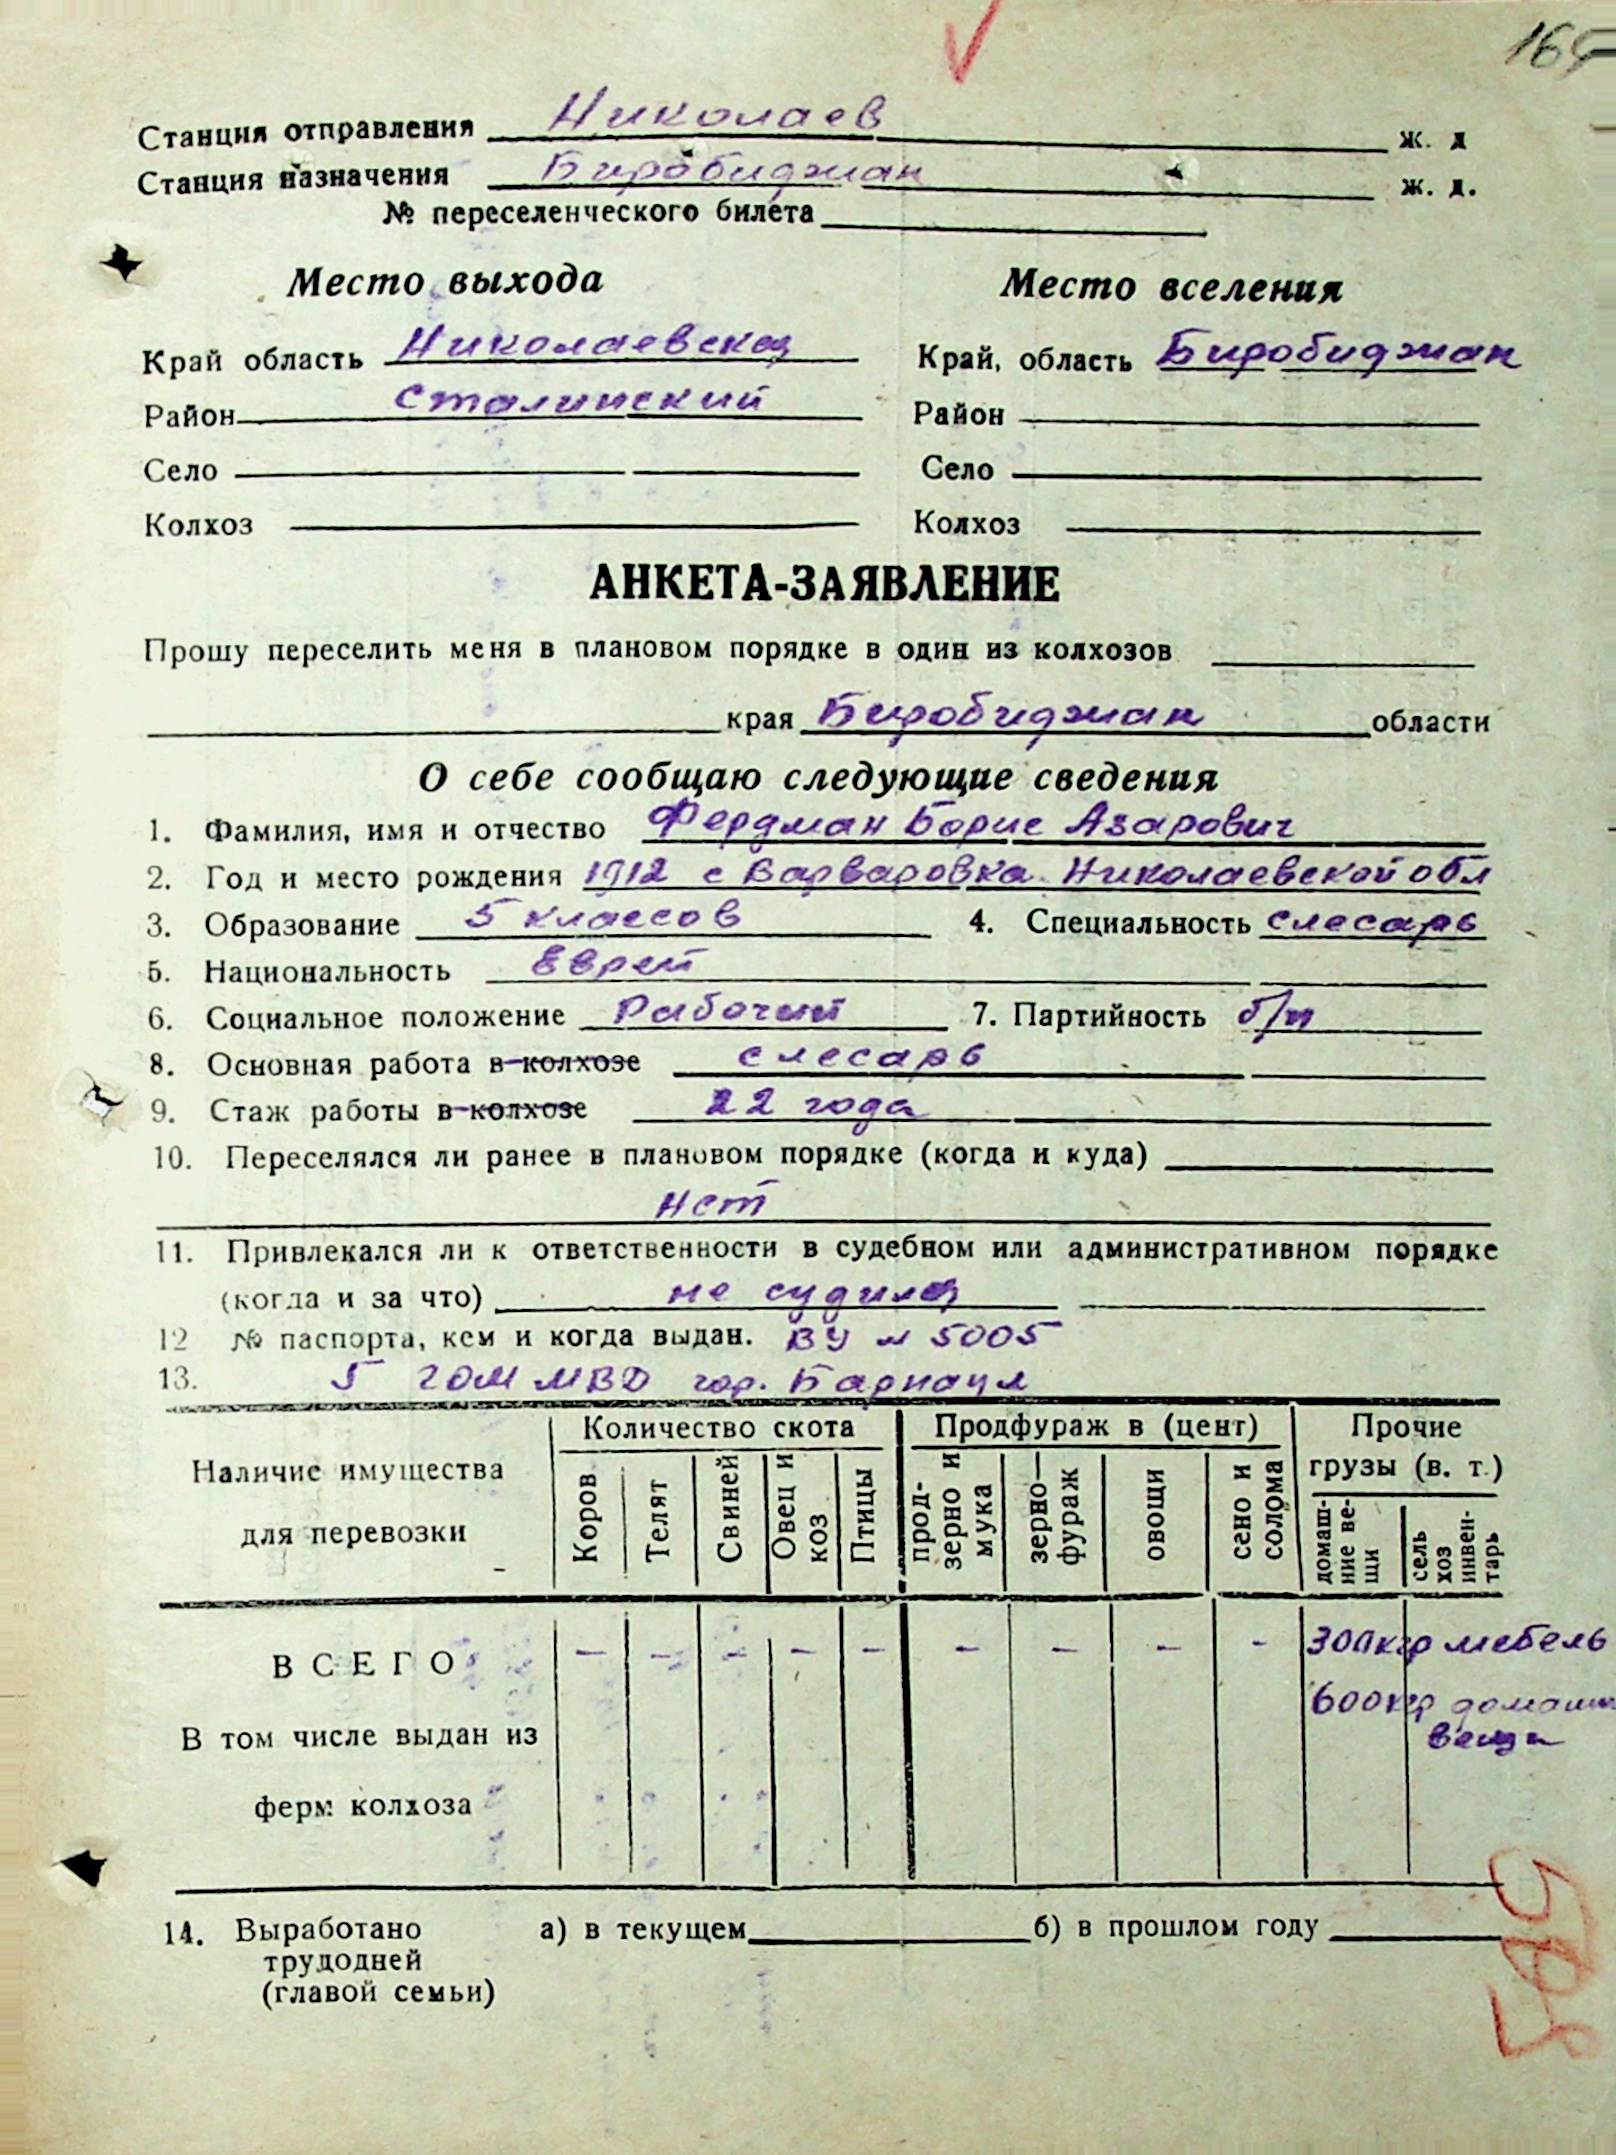 Станция отправления Николаев ж. д
Станция назначения Биробиджан ж. д.
№ переселенческого билета
Место выхода Место вселения
Край область Николаевская Край, область Биробиджан
Район Сталинский Район
Село Село
Колхоз Колхоз
АНКЕТА-ЗАЯВЛЕНИЕ
Прошу переселить меня в плановом порядке в один из колхозов
края Биробиджан области
О себе сообщаю следующие сведения
1. Фамилия, имя и отчество Фердман Борис Азарович
2. Год и место рождения 1912 с Варваровка Николаевской обл
3. Образование 5 классов 4. Специальность слесарь
5. Национальность Еврей
6. Социальное положение Рабочий 7. Партийность б/п
8. Основная работа в колхозе слесарь
9. Стаж работы в колхозе 22 года
10. Переселялся ли ранее в плановом порядке (когда и куда)
нет
11. Привлекался ли к ответственности в судебном или административном порядке
(когда и за что) не судился
12 № паспорта, кем и когда выдан. ВУ № 5005
13. 5 ГОМ МВД гор. Барнаул
Наличие имущества для перевозки
Количество скота Продфураж в (цент) Прочие грузы (в. т.)
Коров Телят Свиней Овец и коз Птицы прод-зерно и мука зерно-фураж овощи сено и солома домаш-ние ве-щи сель хоз инвен-тарь
ВСЕГО - - - - - - - - - 300кгр мебель
600кгр домашн
вещи
В том числе выдан из
ферм колхоза
14. Выработано а) в текущем б) в прошлом году
трудодней
(главой семьи)